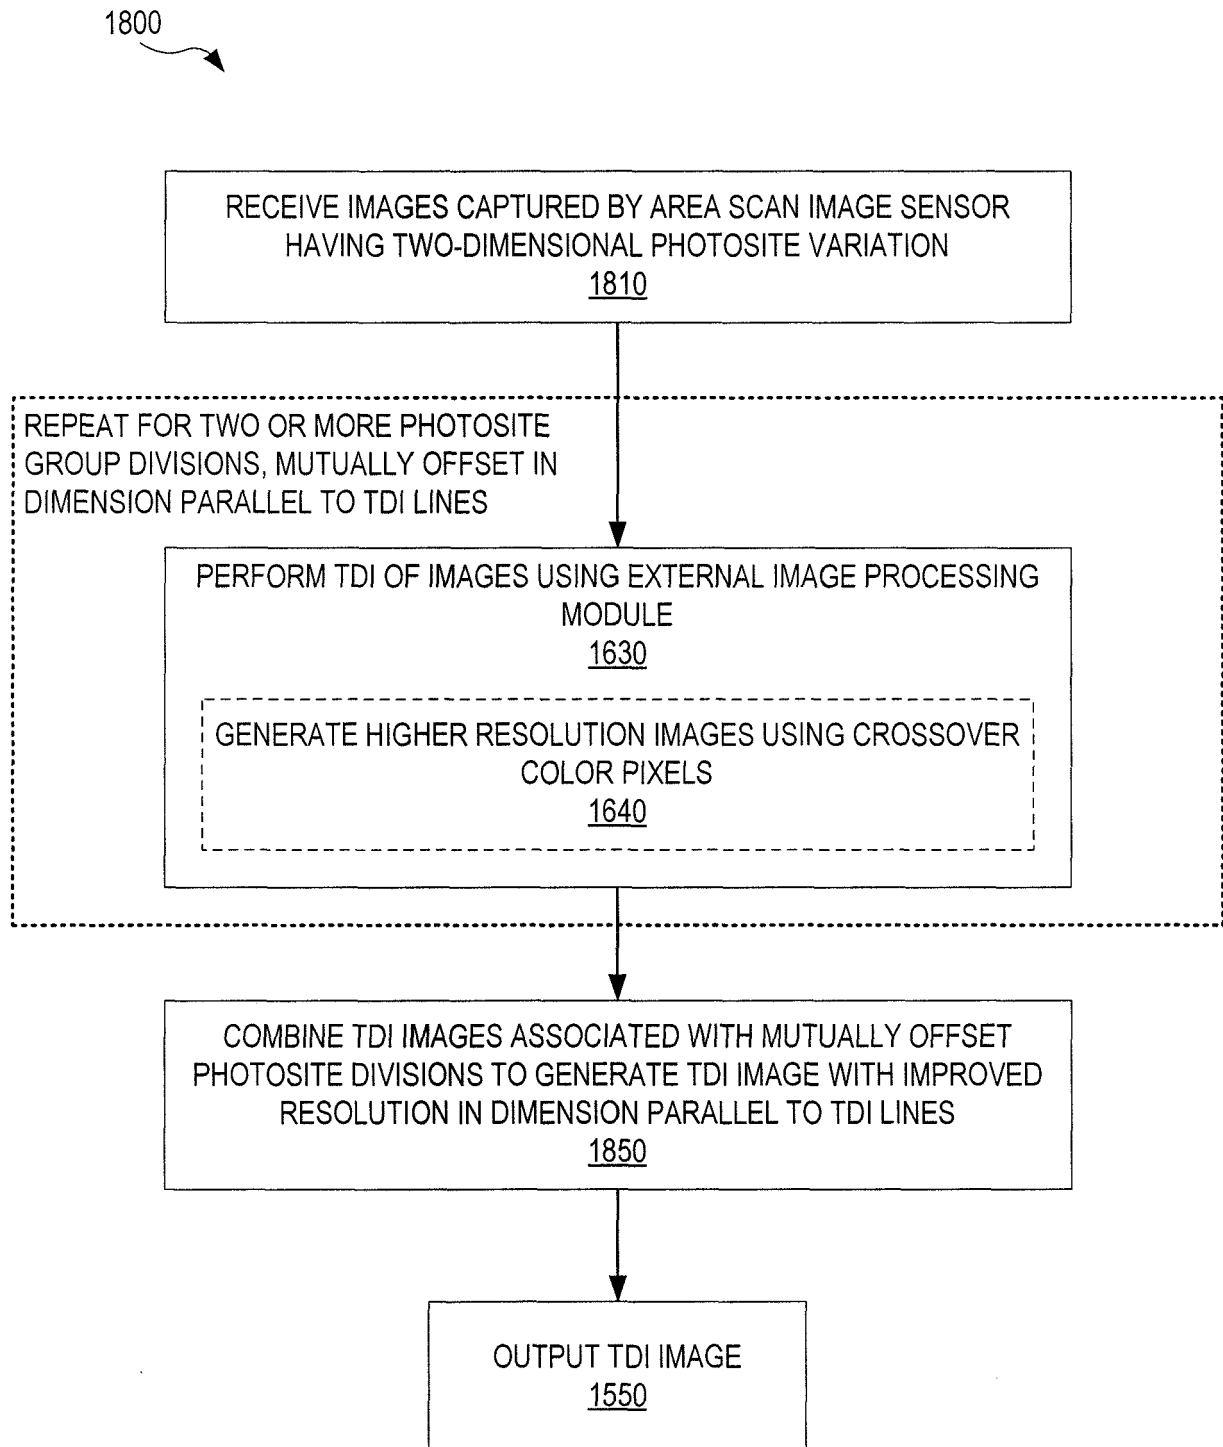 1800
RECEIVE IMAGES CAPTURED BY AREA SCAN IMAGE SENSOR
HAVING TWO-DIMENSIONAL PHOTOSITE VARIATION
1810
REPEAT FOR TWO OR MORE PHOTOSITE
GROUP DIVISIONS, MUTUALLY OFFSET IN
DIMENSION PARALLEL TO TDI LINES
PERFORM TDI OF IMAGES USING EXTERNAL IMAGE PROCESSING
MODULE
1630
GENERATE HIGHER RESOLUTION IMAGES USING CROSSOVER
COLOR PIXELS
1640
COMBINE TDI IMAGES ASSOCIATED WITH MUTUALLY OFFSET
PHOTOSITE DIVISIONS TO GENERATE TDI IMAGE WITH IMPROVED
RESOLUTION IN DIMENSION PARALLEL TO TDI LINES
1850
OUTPUT TDI IMAGE
1550